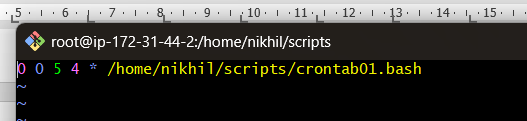 5 6 7 8 9 10 11 12 13 14 15
root@ip-172-31-44-2:/home/nikhil/scripts
0 0 5 4 * /home/nikhil/scripts/crontab01.bash
~
~
~